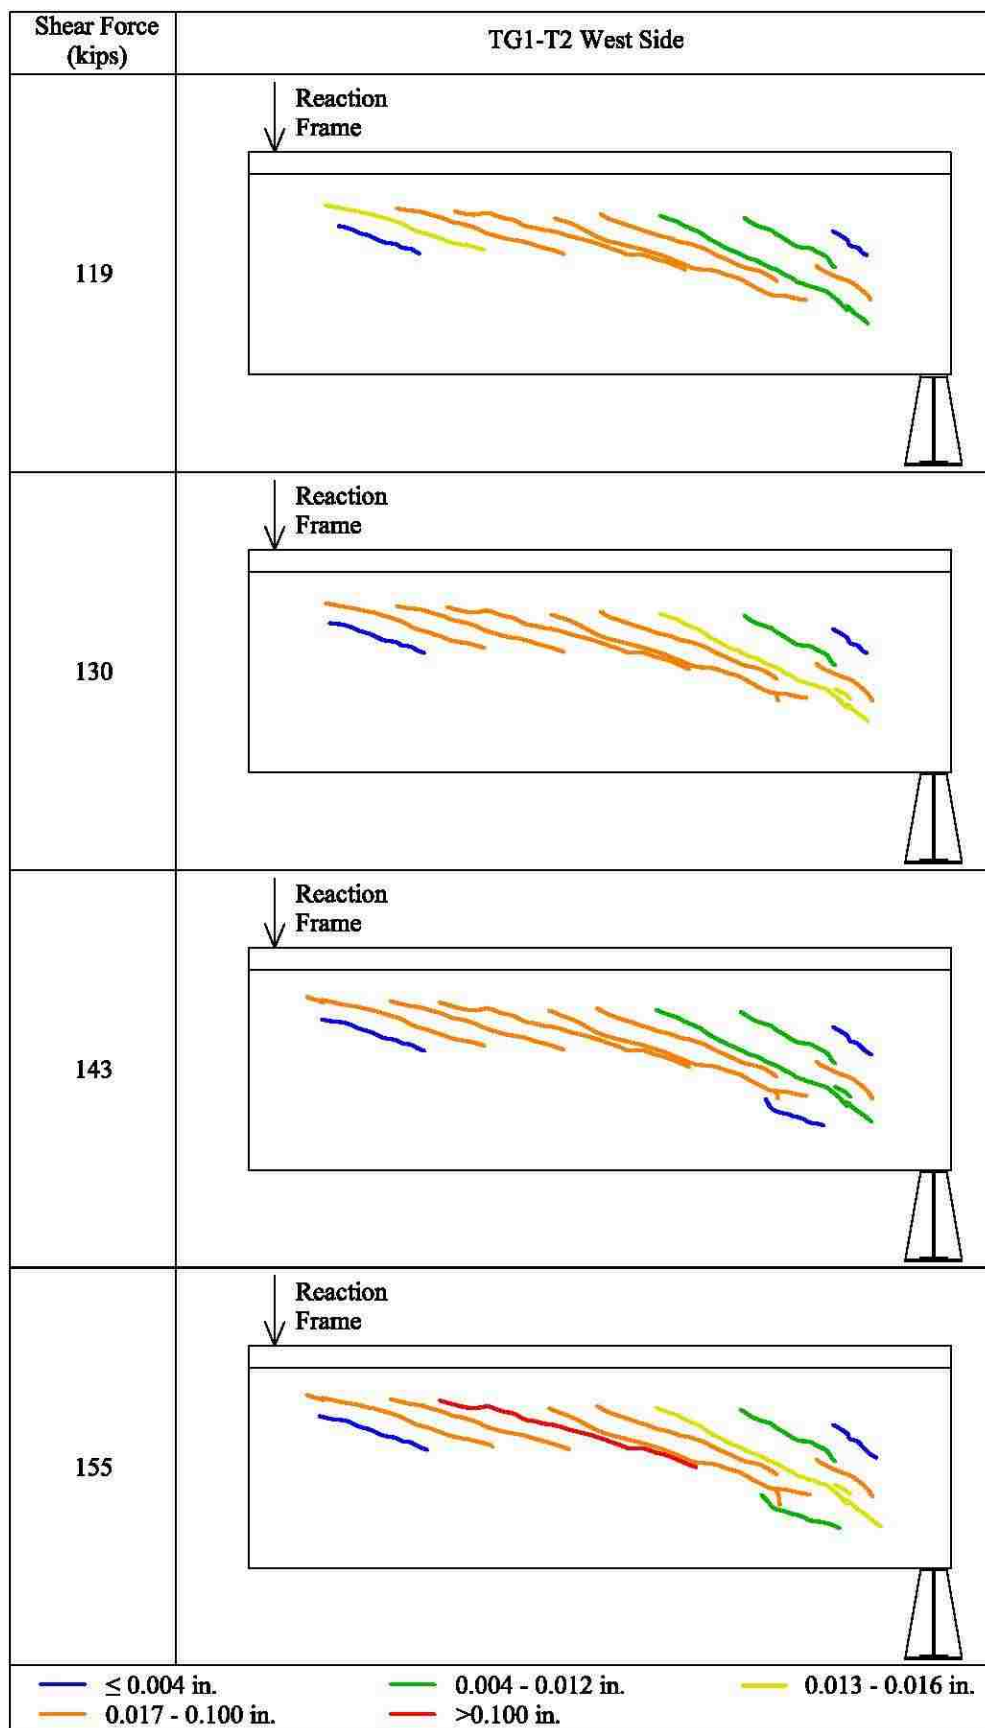 Shear Force
(kips)
TG1-T2 West Side
Reaction
Frame
119
Reaction
Frame
130
Reaction
Frame
143
Reaction
Frame
155
≤ 0.004 in.
0.004 - 0.012 in.
0.013 - 0.016 in.
0.017 - 0.100 in.
>0.100 in.